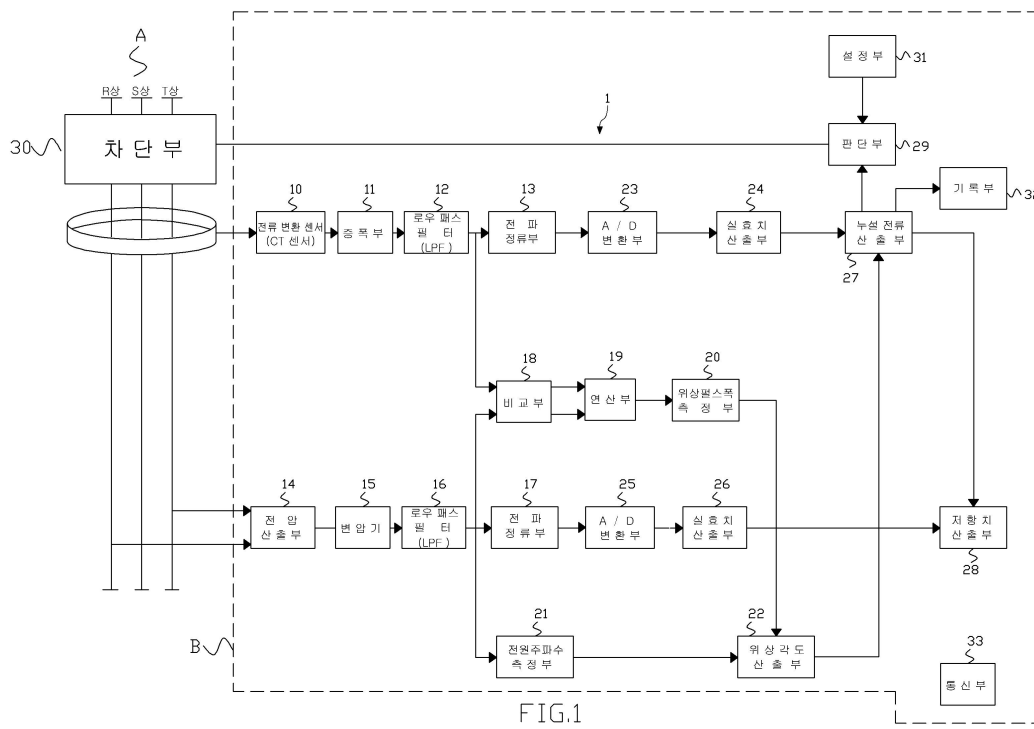 A
R상 S상 T상
30
차단부
1
설정부
31
판단부
29
기록부
32
10
전류 변환 센서
(CT 센서)
11
증폭부
12
로우 패스
필 터
(LPF)
13
전 파
정류부
23
A / D
변환부
24
실효치
산출부
누설 전류
산 출 부
27
18
비교부
19
연산부
20
위상펄스폭
측 정 부
14
전 압
산출부
15
변압기
16
로우 패스
필 터
(LPF)
17
전 파
정류부
25
A / D
변환부
26
실효치
산출부
저항치
산출부
28
21
전원주파수
측정부
22
위상각도
산 출 부
33
통신부
B
FIG.1